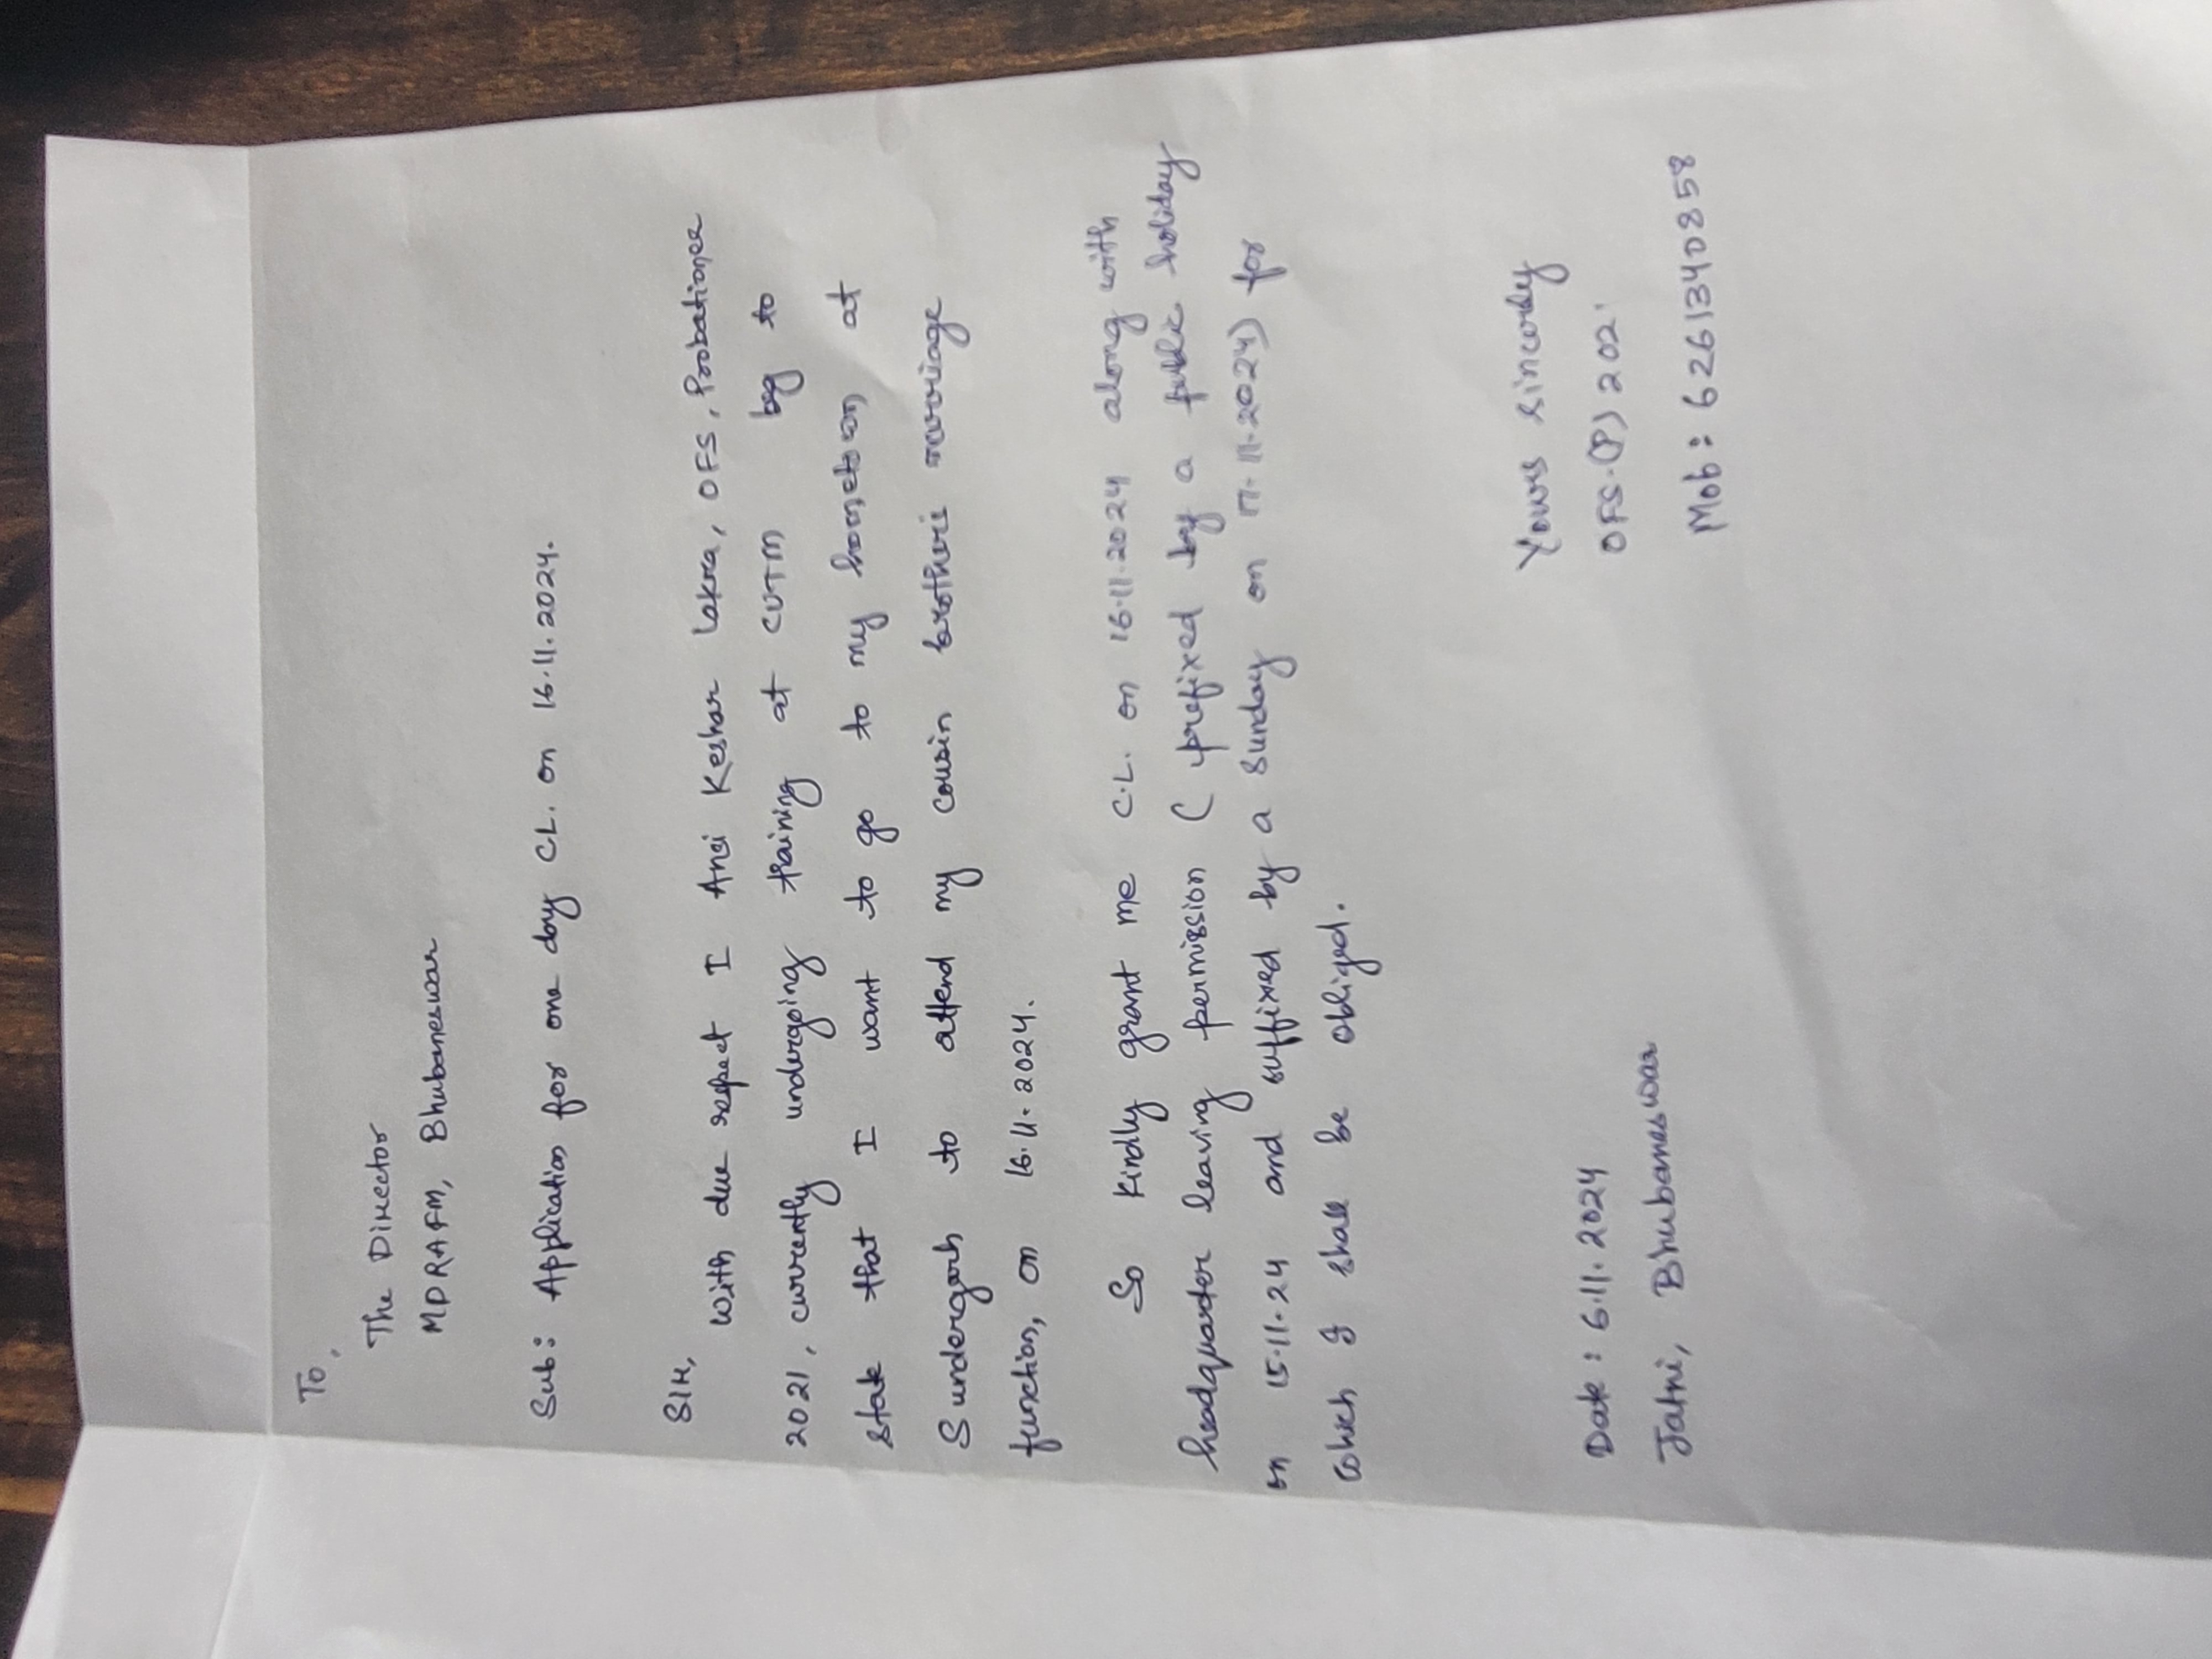 To,
The Director
MDRAFM, Bhubaneswar
Sub: Application for one day CL. on 16.11.2024.
Sir,
With due respect I Keshar Lakra, OFS, Probationer
2021, currently undergoing training at CUTM beg to
state that I want to go to my hometown at
Sundergarh to attend my cousin brother's marriage
function, on 16.11.2024.
So kindly grant me C.L. on 16.11.2024 along with
headquarter leaving permission ( prefixed by a public holiday
on 15.11.24 and suffixed by a Sunday on 17.11.2024) for
which I shall be obliged.
Yours sincerely
Date : 6.11.2024
OFS-(P) 202
Jatni, Bhubaneswar
Mob : 6261340858